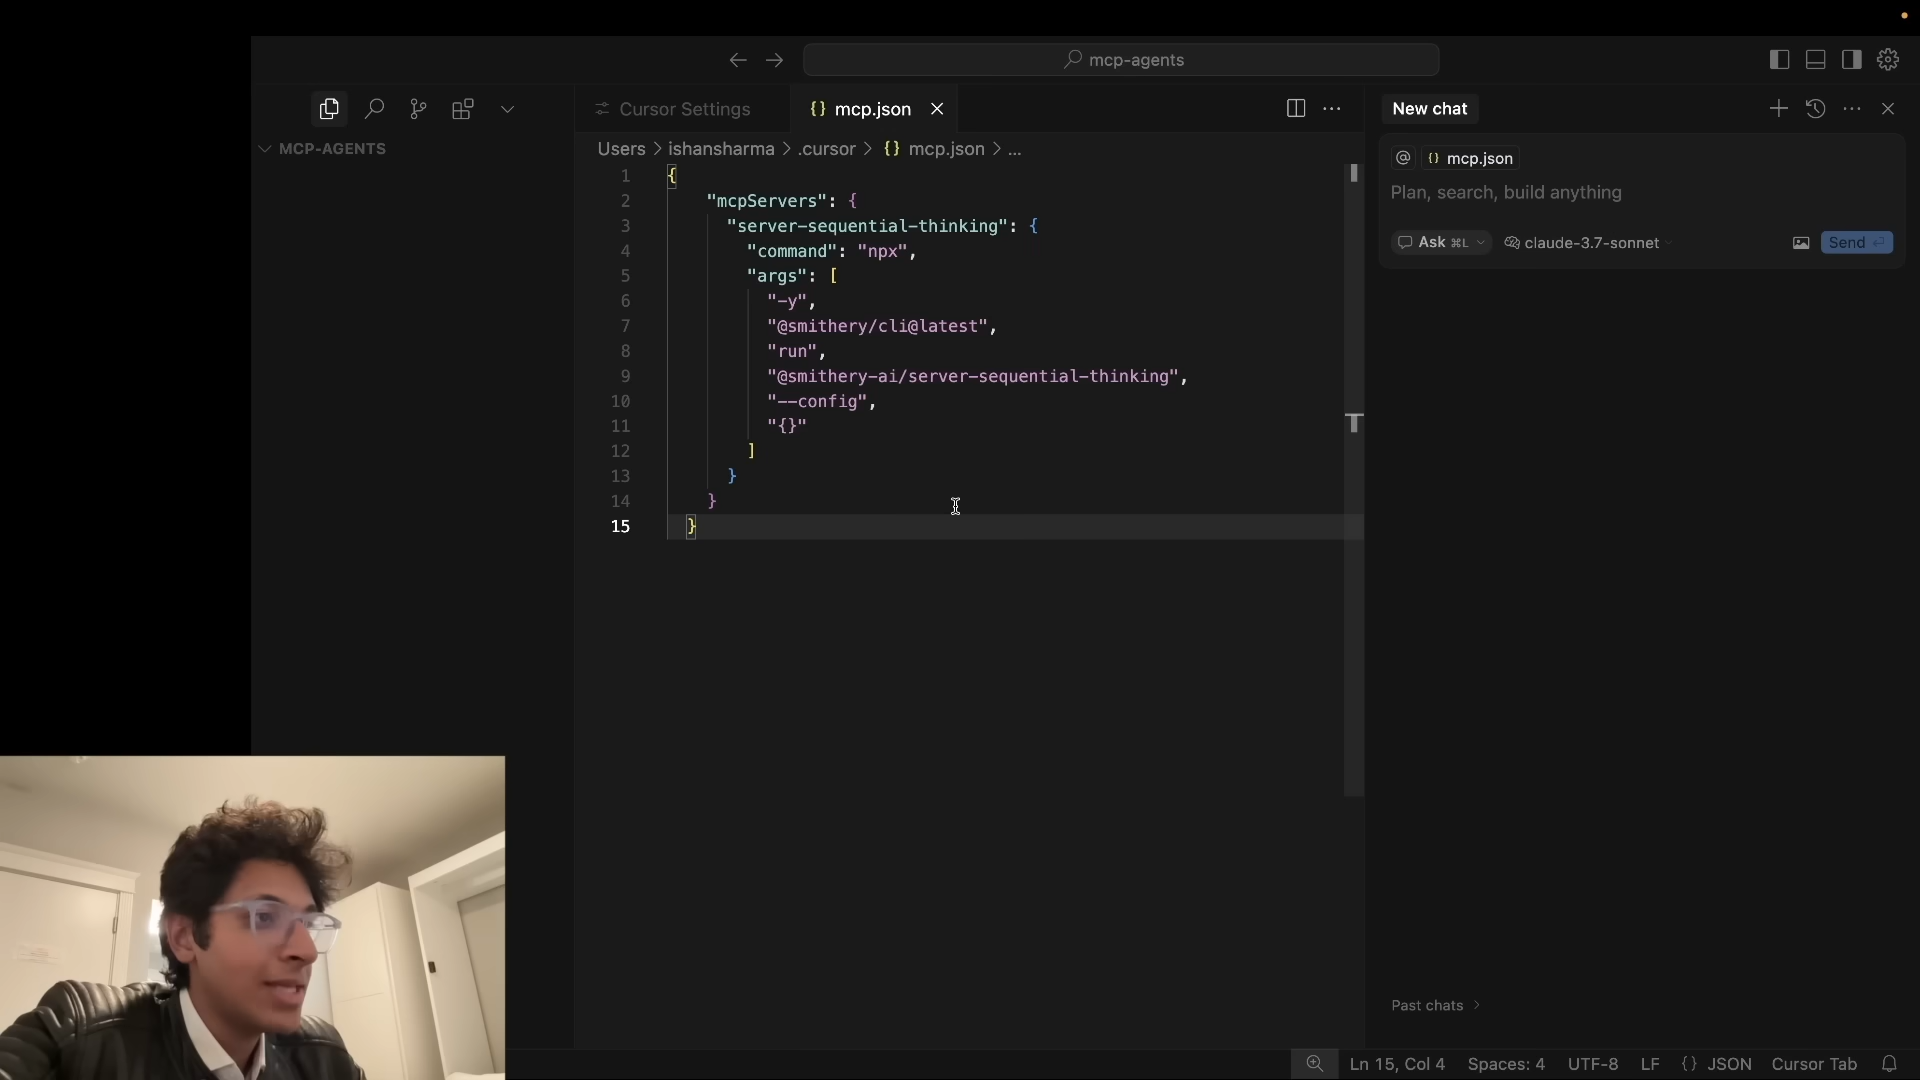 mcp-agents
Cursor Settings
{} mcp.json
New chat
MCP-AGENTS
Users > ishansharma > .cursor > {} mcp.json > ...
@ {} mcp.json
Plan, search, build anything
Ask ⌘L claude-3.7-sonnet Send
1 {
2 "mcpServers": {
3 "server-sequential-thinking": {
4 "command": "npx",
5 "args": [
6 "-y",
7 "@smithery/cli@latest",
8 "run",
9 "@smithery-ai/server-sequential-thinking",
10 "--config",
11 "{}"
12 ]
13 }
14 }
15 }
Past chats >
Ln 15, Col 4 Spaces: 4 UTF-8 LF {} JSON Cursor Tab